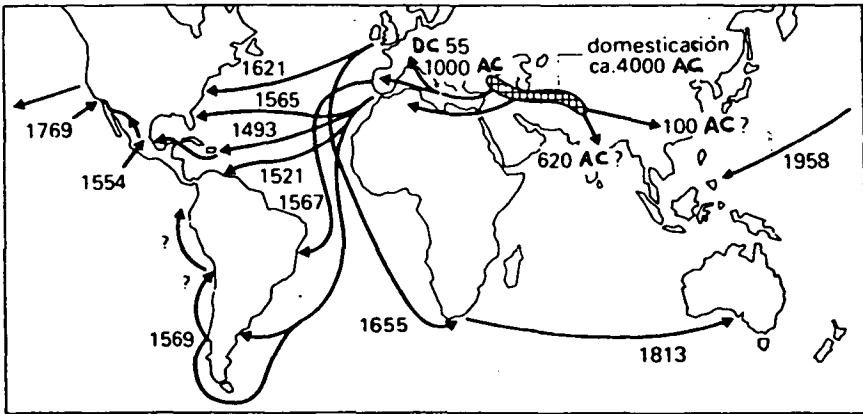 DC 55
1000 AC
domesticación
ca.4000 AC
1621
1565
1493
1769
1554
1521
1567
100 AC?
620 AC?
1958
?
?
1569
1655
1813